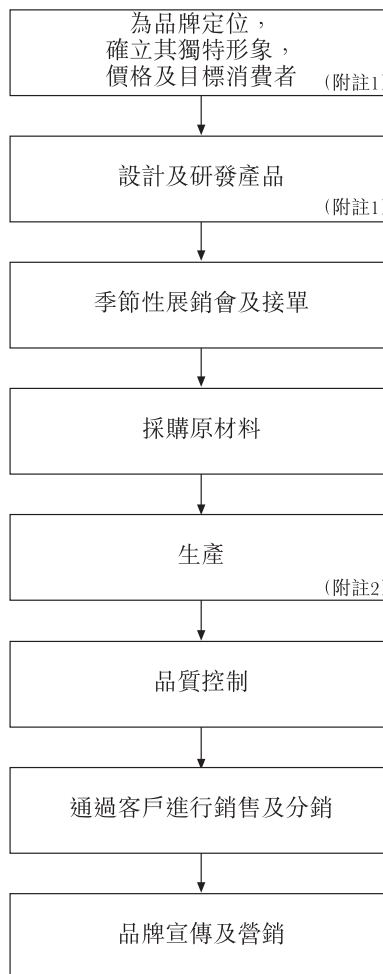 為品牌定位，
確立其獨特形象，
價格及目標消費者
(附註1)
設計及研發產品
(附註1)
季節性展銷會及接單
採購原材料
生產
(附註2)
品質控制
通過客戶進行銷售及分銷
品牌宣傳及營銷